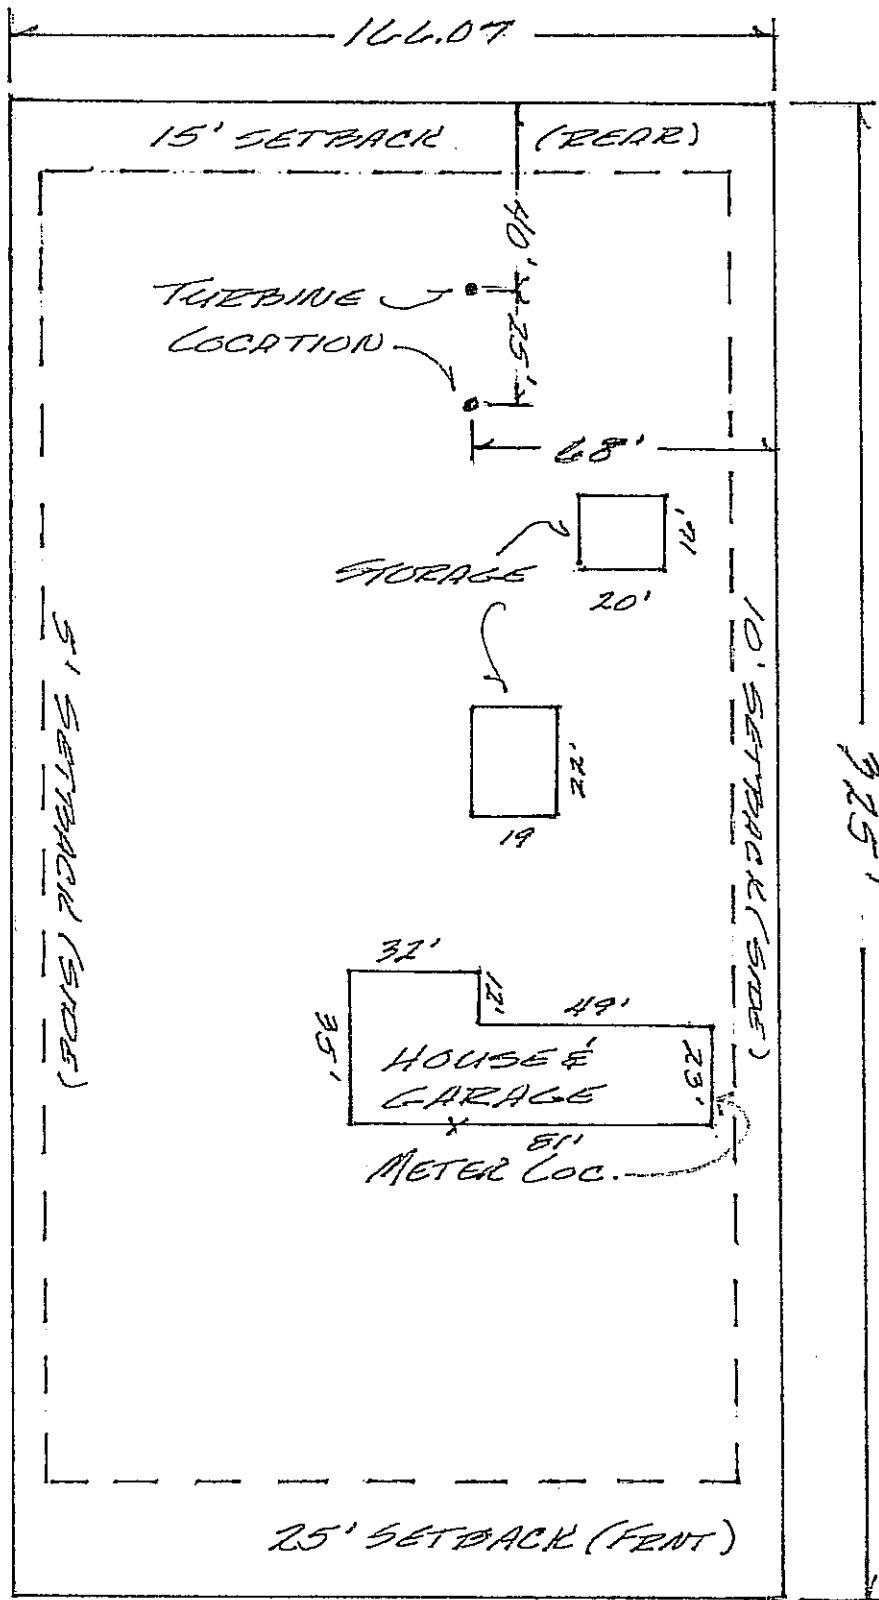 166.07
15' SETBACK (REAR)
40'
TURBINE
LOCATION
25'
68'
STORAGE
20'
5' SETBACK (SIDE)
10' SETBACK (SIDE)
325'
22'
19
32'
12'
49'
35'
HOUSE &
GARAGE
23'
81'
METER LOC.
25' SETBACK (FRNT)